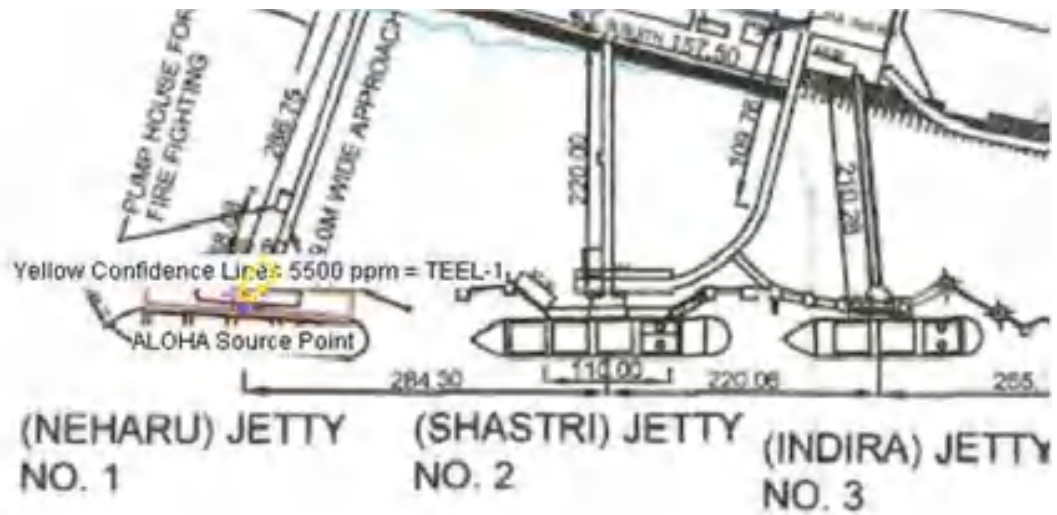 PUMP HOUSE FOR
FIRE FIGHTING
286.75
9.0M WIDE APPROACH
220.00
157.50
109.76
210.28
Yellow Confidence Lines 5500 ppm = TEEL-1
ALOHA Source Point
284.30
110.00
220.06
265.
(NEHARU) JETTY
NO. 1
(SHASTRI) JETTY
NO. 2
(INDIRA) JETTY
NO. 3